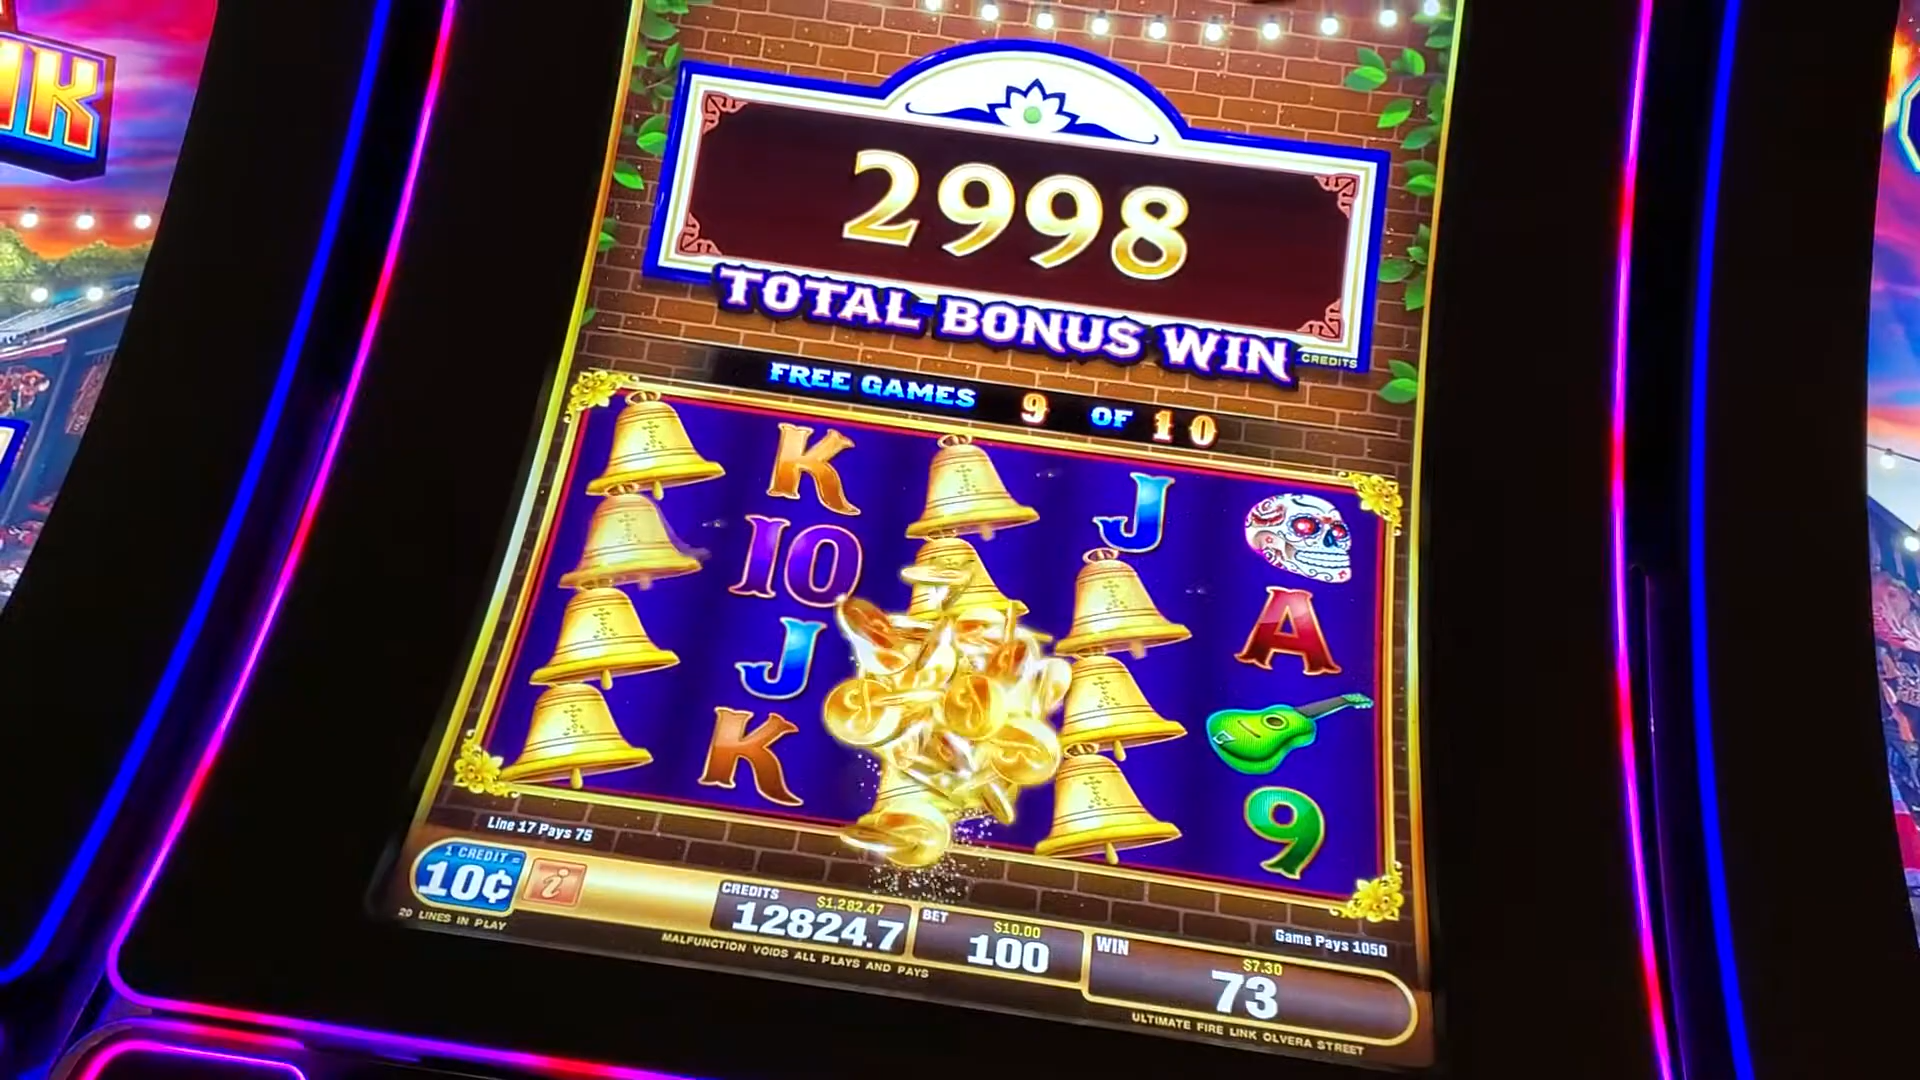 NK
2998
TOTAL BONUS WIN
CREDITS
FREE GAMES 9 OF 10
K
J
10
A
J
K
9
Line 17 Pays 75
1 CREDIT =
10¢
i
20 LINES IN PLAY
CREDITS
$1,282.47
12824.7
BET
$10.00
100
WIN
$7.30
73
Game Pays 1050
MALFUNCTION VOIDS ALL PLAYS AND PAYS
ULTIMATE FIRE LINK OLVERA STREET